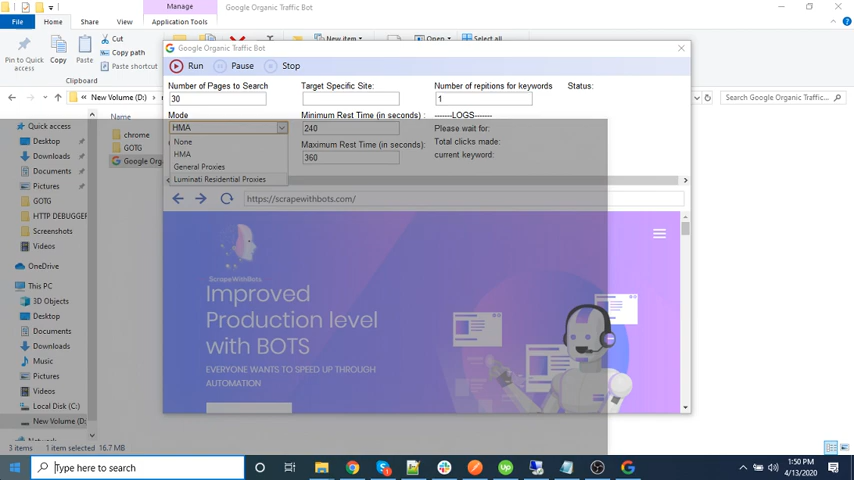 Manage
Google Organic Traffic Bot
File
Home
Share
View
Application Tools
Pin to Quick access
Copy
Paste
Cut
Copy path
Paste shortcut
Clipboard
New item
Open
Select all
Google Organic Traffic Bot
Run
Pause
Stop
Number of Pages to Search
Target Specific Site:
Number of repitions for keywords
Status:
30
1
Mode
Minimum Rest Time (in seconds) :
-------LOGS-------
HMA
240
Please wait for:
None
Maximum Rest Time (in seconds):
Total clicks made:
HMA
360
current keyword:
General Proxies
Luminati Residential Proxies
https://scrapewithbots.com/
ScrapeWithBots
Improved
Production level
with BOTS
EVERYONE WANTS TO SPEED UP THROUGH
AUTOMATION
New Volume (D:)
Search Google Organic Traffic Bot
Name
chrome
GOTG
Google Org
Quick access
Desktop
Downloads
Documents
Pictures
GOTG
HTTP DEBUGGER
Screenshots
Videos
OneDrive
This PC
3D Objects
Desktop
Documents
Downloads
Music
Pictures
Videos
Local Disk (C:)
New Volume (D:
3 items
1 item selected
16.7 MB
Type here to search
1:50 PM
4/13/2020